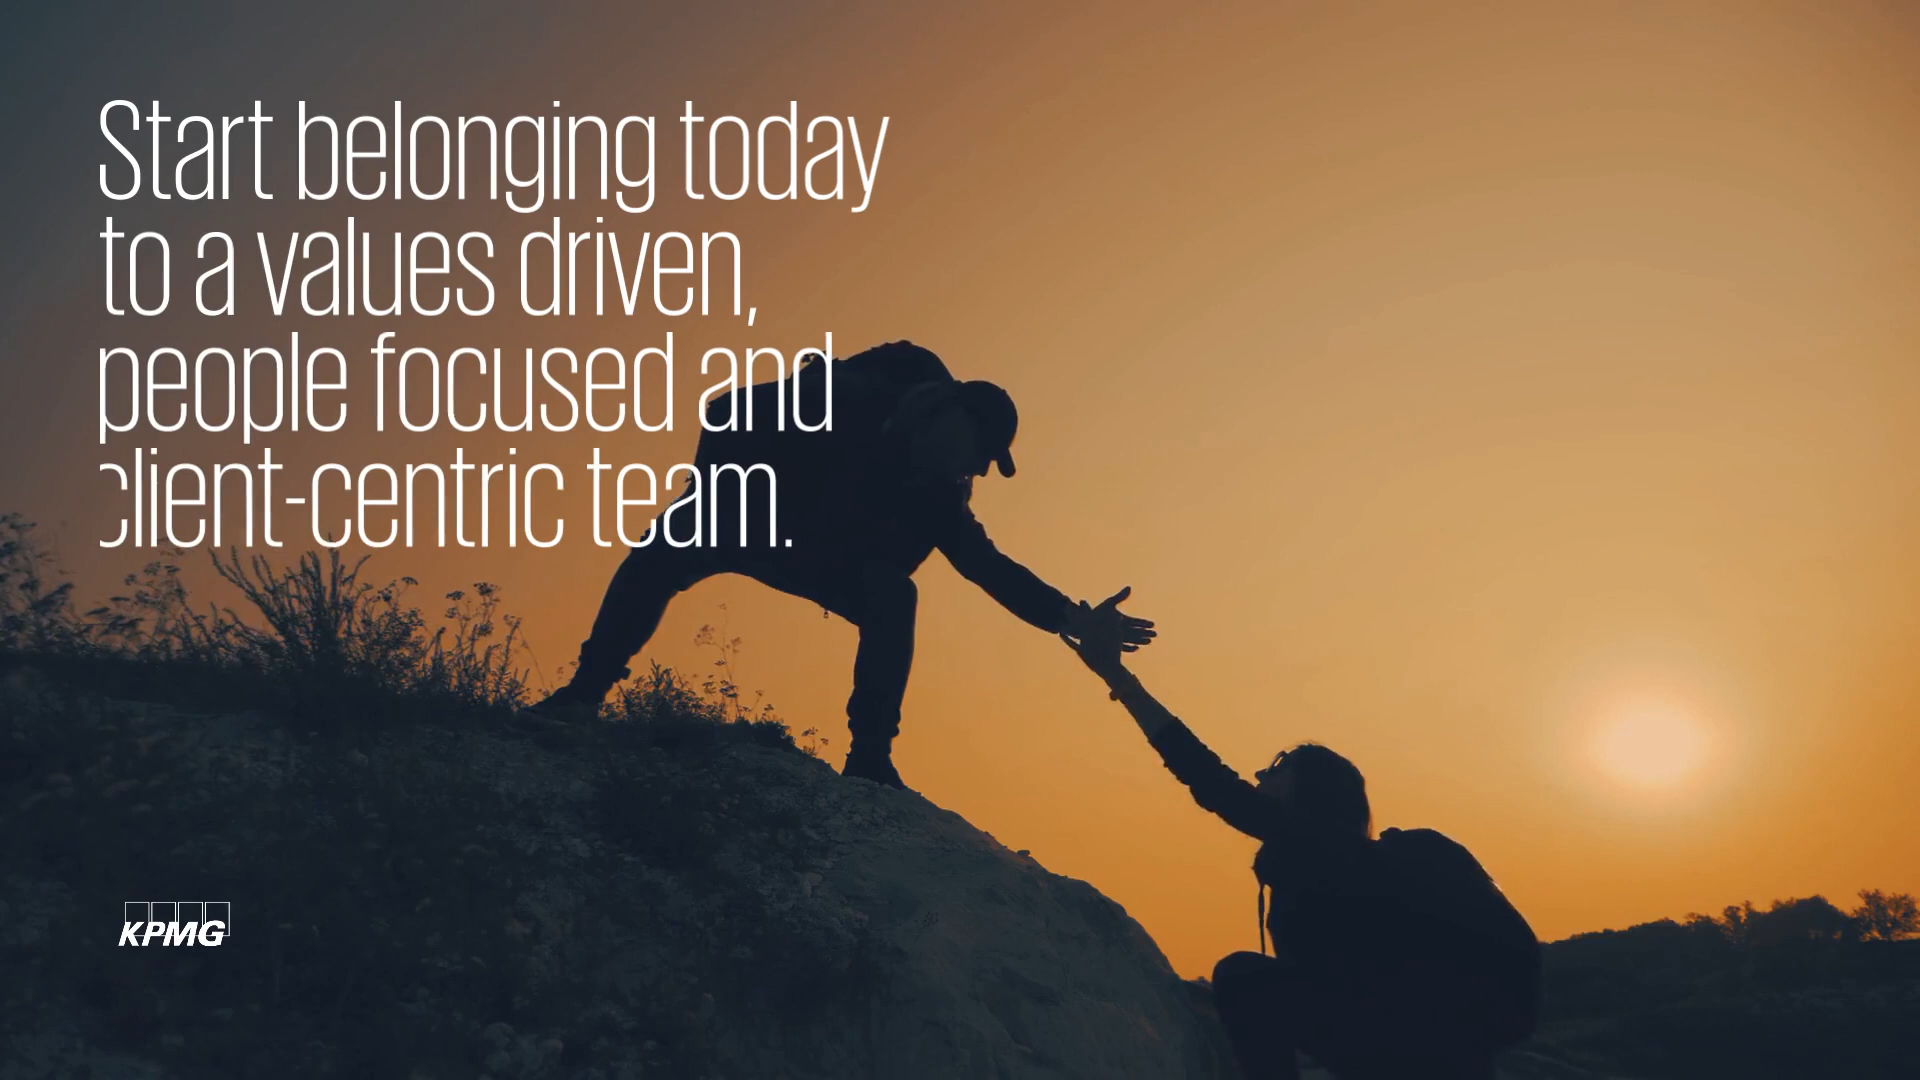 Start belonging today
to a values driven,
people focused and
client-centric team.
KPMG